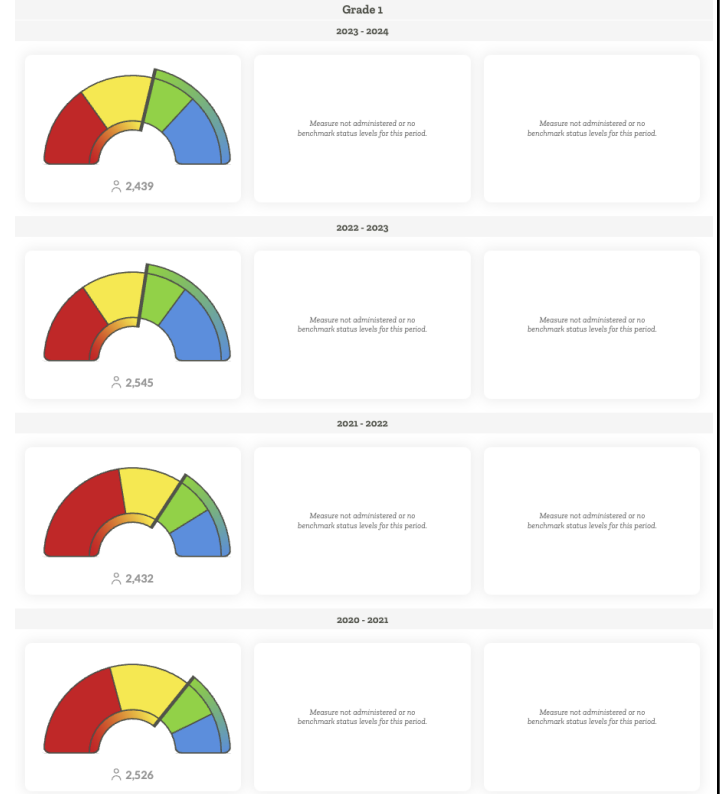 Grade 1
2023 - 2024
Measure not administered or no
benchmark status levels for this period.
Measure not administered or no
benchmark status levels for this period.
2,439
2022 - 2023
Measure not administered or no
benchmark status levels for this period.
Measure not administered or no
benchmark status levels for this period.
2,545
2021 - 2022
Measure not administered or no
benchmark status levels for this period.
Measure not administered or no
benchmark status levels for this period.
2,432
2020 - 2021
Measure not administered or no
benchmark status levels for this period.
Measure not administered or no
benchmark status levels for this period.
2,526